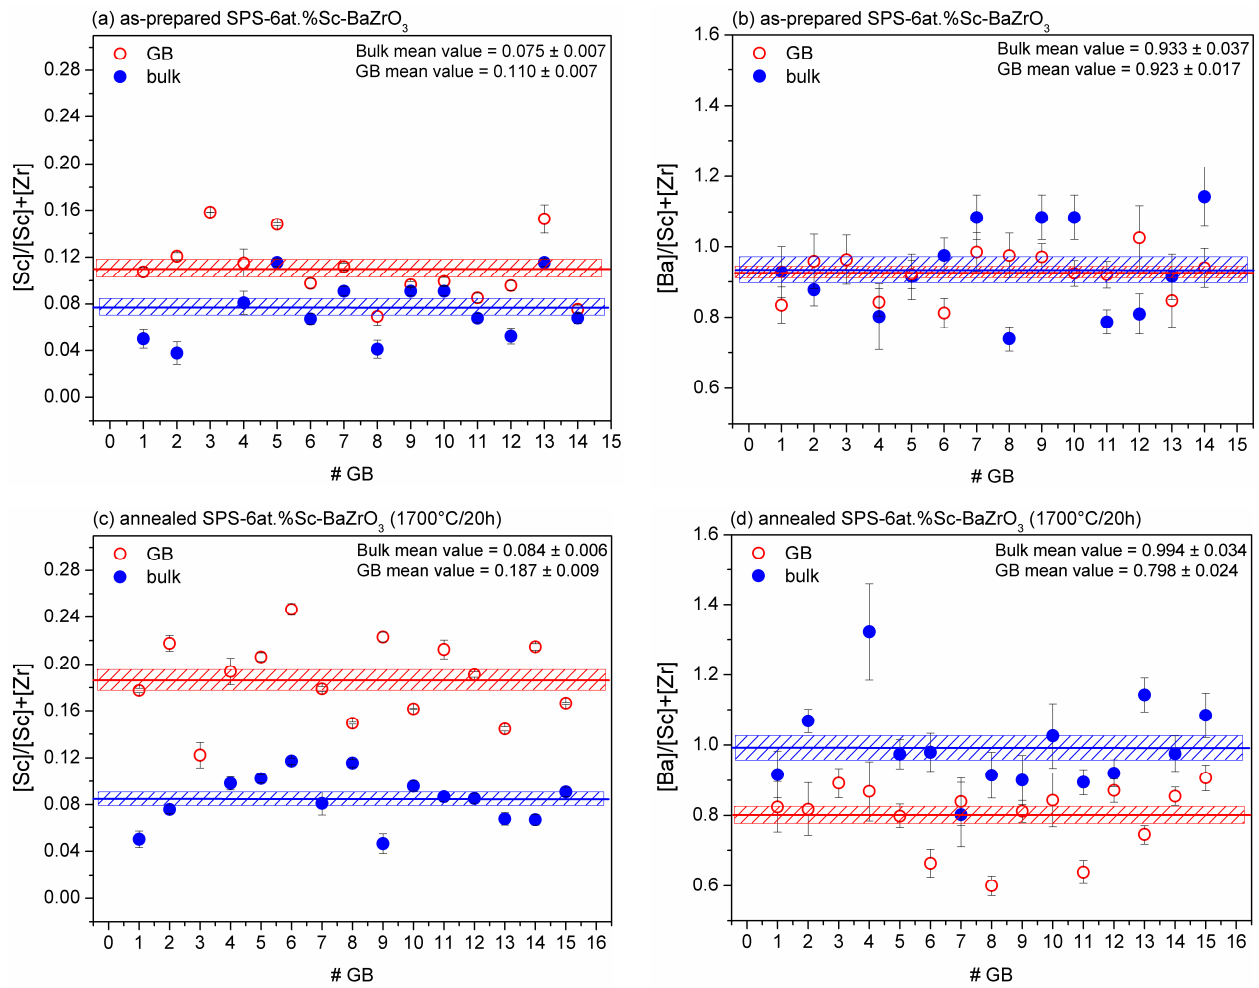 (a) as-prepared SPS-6at.%Sc-BaZrO3
GB
bulk
Bulk mean value = 0.075 ± 0.007
GB mean value = 0.110 ± 0.007
0.28
0.24
0.20
0.16
0.12
0.08
0.04
0.00
[Sc]/[Sc]+[Zr]
0 1 2 3 4 5 6 7 8 9 10 11 12 13 14 15
# GB
(b) as-prepared SPS-6at.%Sc-BaZrO3
GB
bulk
Bulk mean value = 0.933 ± 0.037
GB mean value = 0.923 ± 0.017
1.6
1.4
1.2
1.0
0.8
0.6
[Ba]/[Sc]+[Zr]
0 1 2 3 4 5 6 7 8 9 10 11 12 13 14 15
# GB
(c) annealed SPS-6at.%Sc-BaZrO3 (1700°C/20h)
GB
bulk
Bulk mean value = 0.084 ± 0.006
GB mean value = 0.187 ± 0.009
0.28
0.24
0.20
0.16
0.12
0.08
0.04
0.00
[Sc]/[Sc]+[Zr]
0 1 2 3 4 5 6 7 8 9 10 11 12 13 14 15 16
# GB
(d) annealed SPS-6at.%Sc-BaZrO3 (1700°C/20h)
GB
bulk
Bulk mean value = 0.994 ± 0.034
GB mean value = 0.798 ± 0.024
1.6
1.4
1.2
1.0
0.8
0.6
[Ba]/[Sc]+[Zr]
0 1 2 3 4 5 6 7 8 9 10 11 12 13 14 15 16
# GB